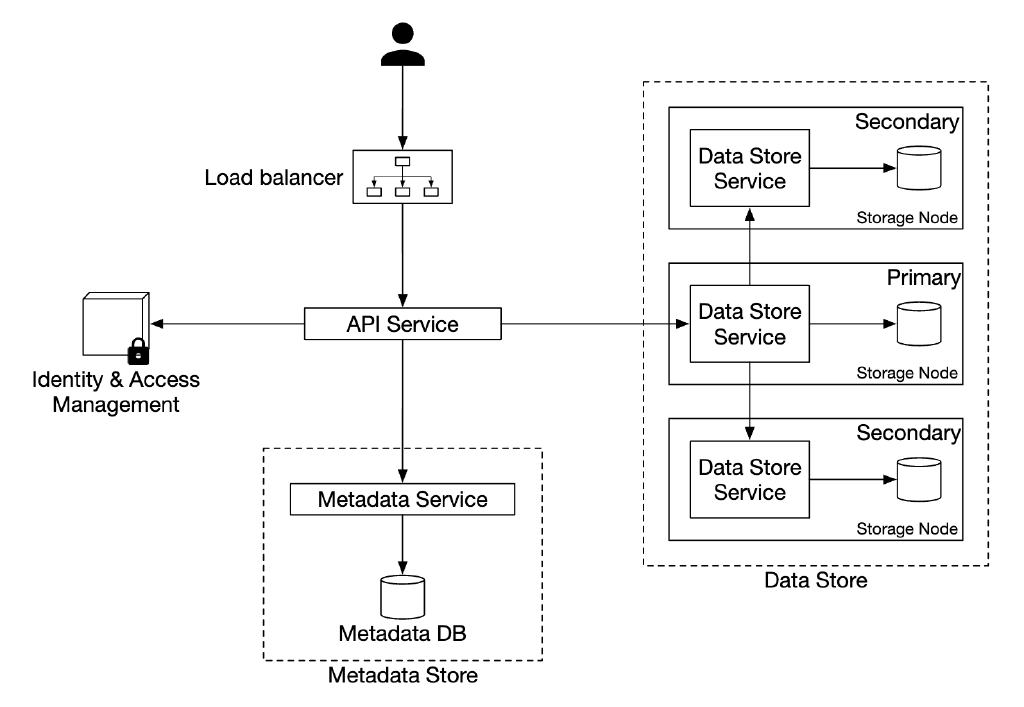 Load balancer
API Service
Identity & Access
Management
Metadata Service
Metadata DB
Metadata Store
Secondary
Data Store
Service
Storage Node
Primary
Data Store
Service
Storage Node
Secondary
Data Store
Service
Storage Node
Data Store